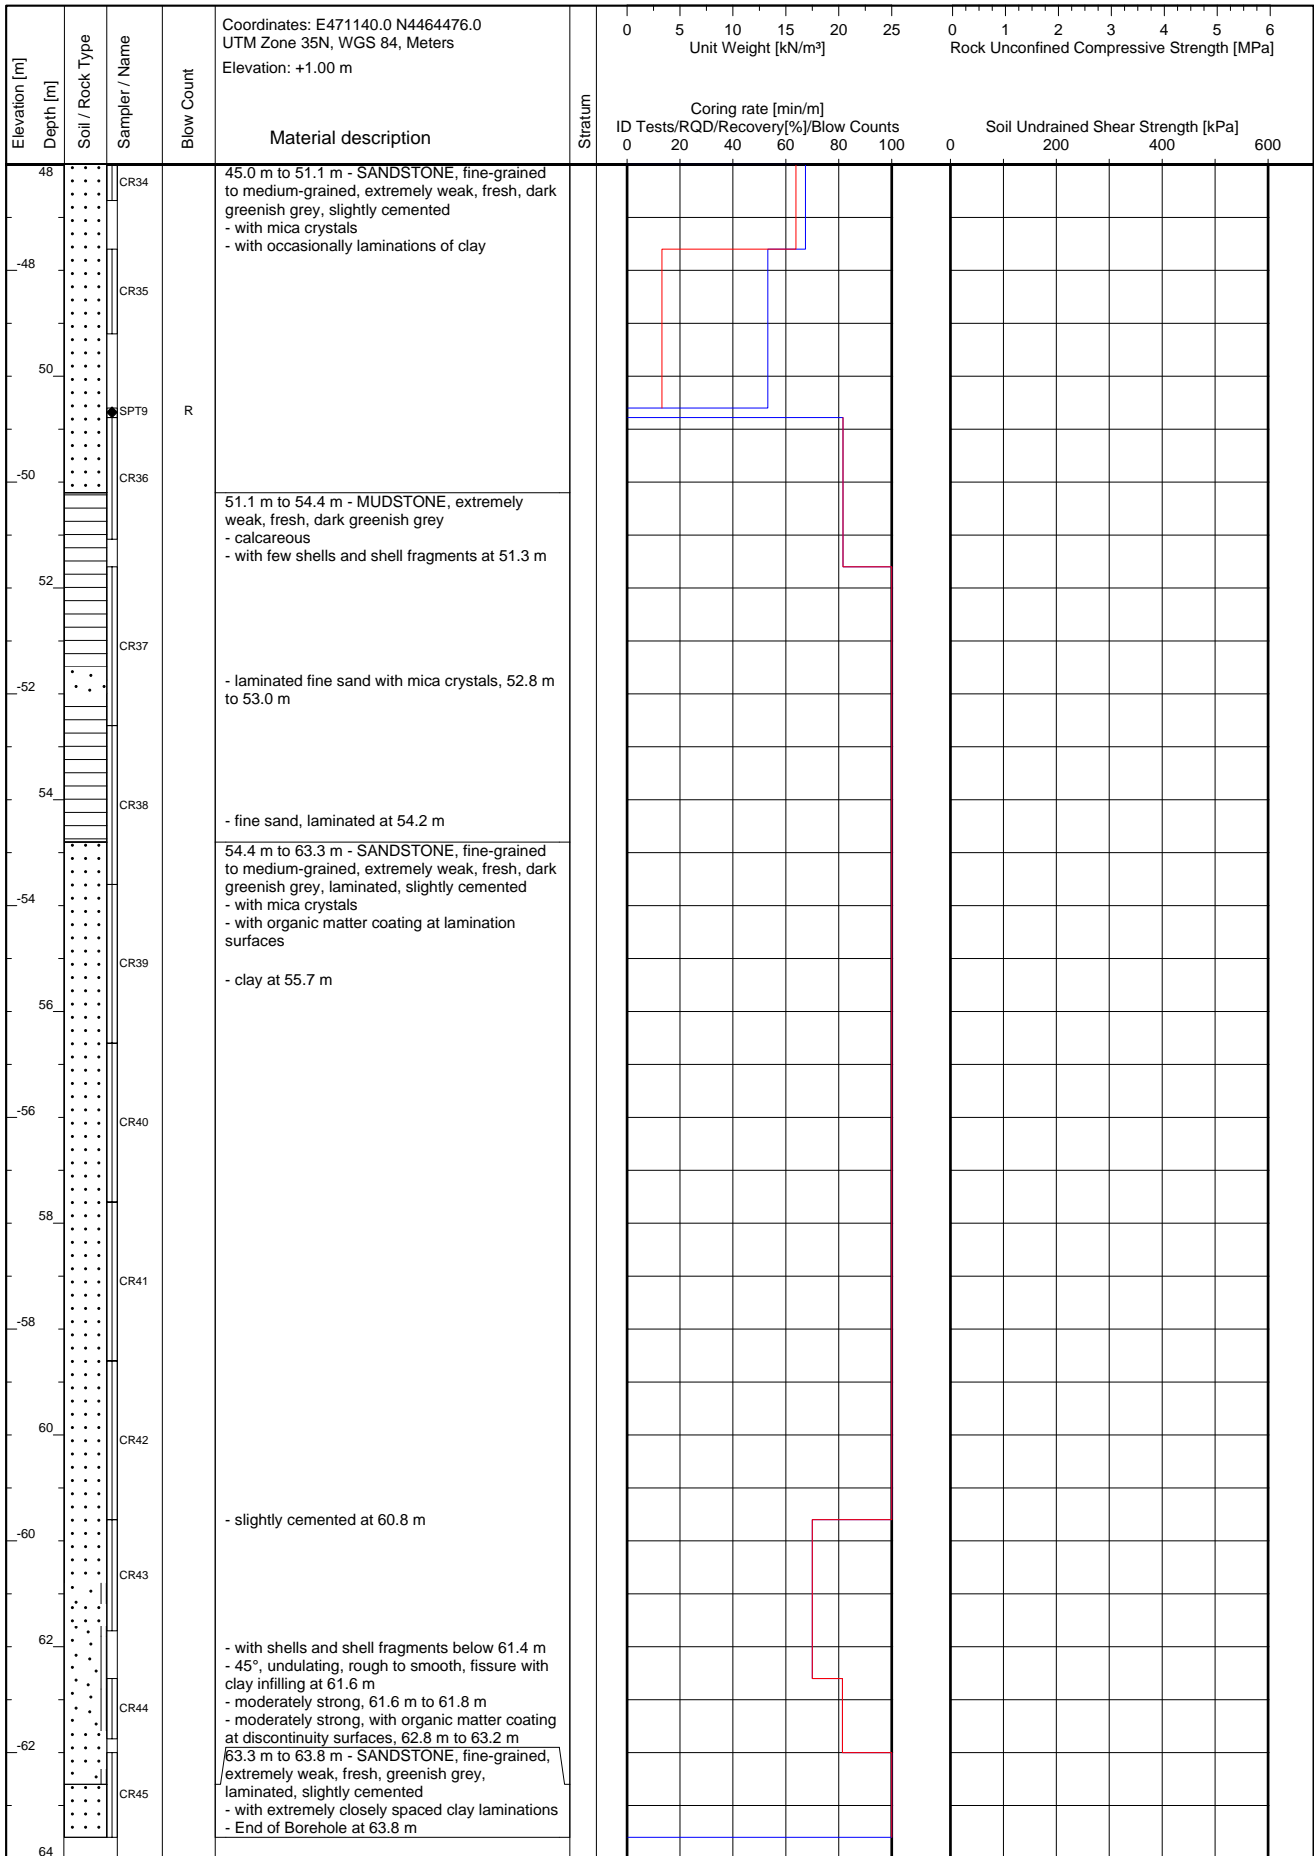 Elevation [m]
Depth [m]
Soil / Rock Type
Sampler / Name
Blow Count
Coordinates: E471140.0 N4464476.0
UTM Zone 35N, WGS 84, Meters
Elevation: +1.00 m
Material description
Stratum
0 5 10 15 20 25
Unit Weight [kN/m³]
Coring rate [min/m]
ID Tests/RQD/Recovery[%]/Blow Counts
0 20 40 60 80 100
0 1 2 3 4 5 6
Rock Unconfined Compressive Strength [MPa]
Soil Undrained Shear Strength [kPa]
0 200 400 600
48
CR34
45.0 m to 51.1 m - SANDSTONE, fine-grained
to medium-grained, extremely weak, fresh, dark
greenish grey, slightly cemented
- with mica crystals
- with occasionally laminations of clay
-48
CR35
50
SPT9 R
-50
CR36
51.1 m to 54.4 m - MUDSTONE, extremely
weak, fresh, dark greenish grey
- calcareous
- with few shells and shell fragments at 51.3 m
52
CR37
- laminated fine sand with mica crystals, 52.8 m
to 53.0 m
-52
54
CR38
- fine sand, laminated at 54.2 m
54.4 m to 63.3 m - SANDSTONE, fine-grained
to medium-grained, extremely weak, fresh, dark
greenish grey, laminated, slightly cemented
- with mica crystals
- with organic matter coating at lamination
surfaces
-54
CR39
- clay at 55.7 m
56
-56
CR40
58
CR41
-58
60
CR42
- slightly cemented at 60.8 m
-60
CR43
62
- with shells and shell fragments below 61.4 m
- 45°, undulating, rough to smooth, fissure with
clay infilling at 61.6 m
- moderately strong, 61.6 m to 61.8 m
CR44
- moderately strong, with organic matter coating
at discontinuity surfaces, 62.8 m to 63.2 m
-62
63.3 m to 63.8 m - SANDSTONE, fine-grained,
extremely weak, fresh, greenish grey,
laminated, slightly cemented
CR45
- with extremely closely spaced clay laminations
- End of Borehole at 63.8 m
64